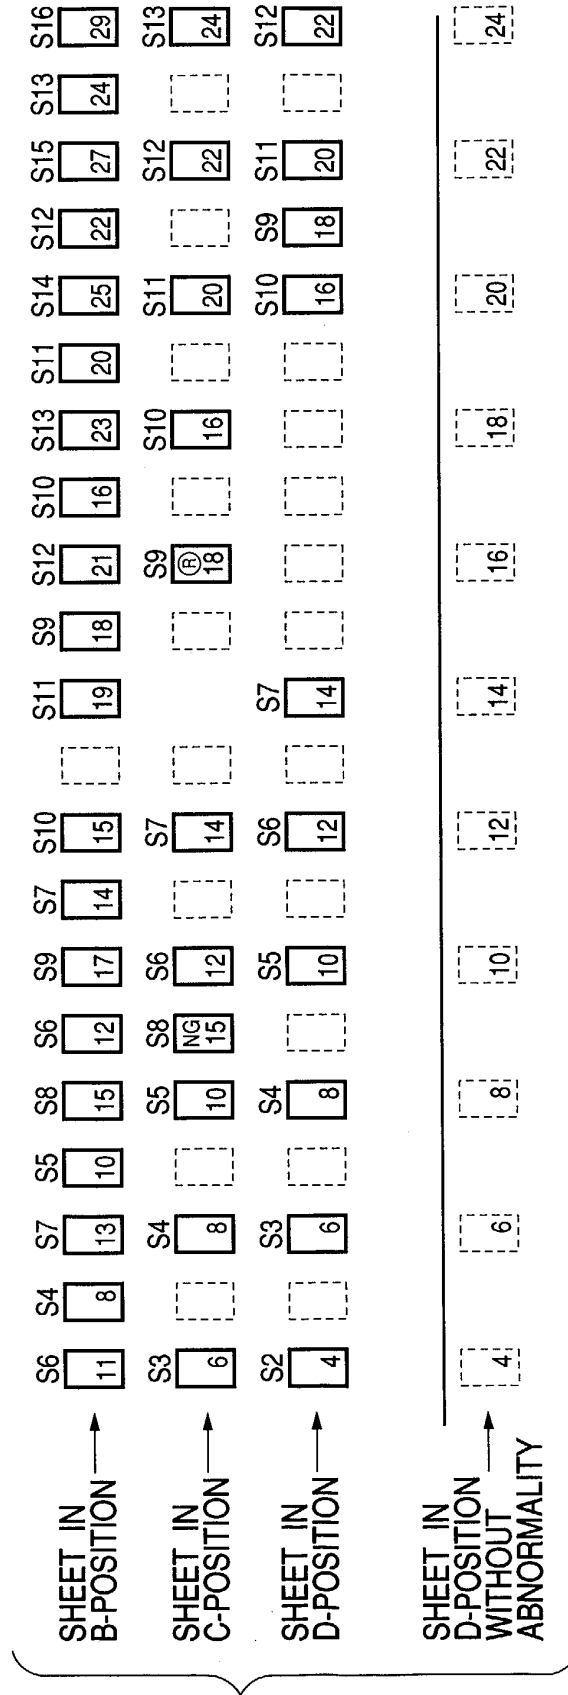 S6 S4 S7 S5 S8 S6 S9 S7 S10 S11 S9 S12 S10 S13 S11 S14 S12 S15 S13 S16
SHEET IN
B-POSITION
11 8 13 10 15 12 17 14 15 19 18 21 16 23 20 25 22 27 24 29
S3 S4 S5 S8 S6 S7 S9 S10 S11 S12 S13
SHEET IN
C-POSITION
NG Ⓡ
6 8 10 15 12 14 18 16 20 22 24
S2 S3 S4 S5 S6 S7 S10 S9 S11 S12
SHEET IN
D-POSITION
4 6 8 10 12 14 16 18 20 22
SHEET IN
D-POSITION
WITHOUT
ABNORMALITY
4 6 8 10 12 14 16 18 20 22 24